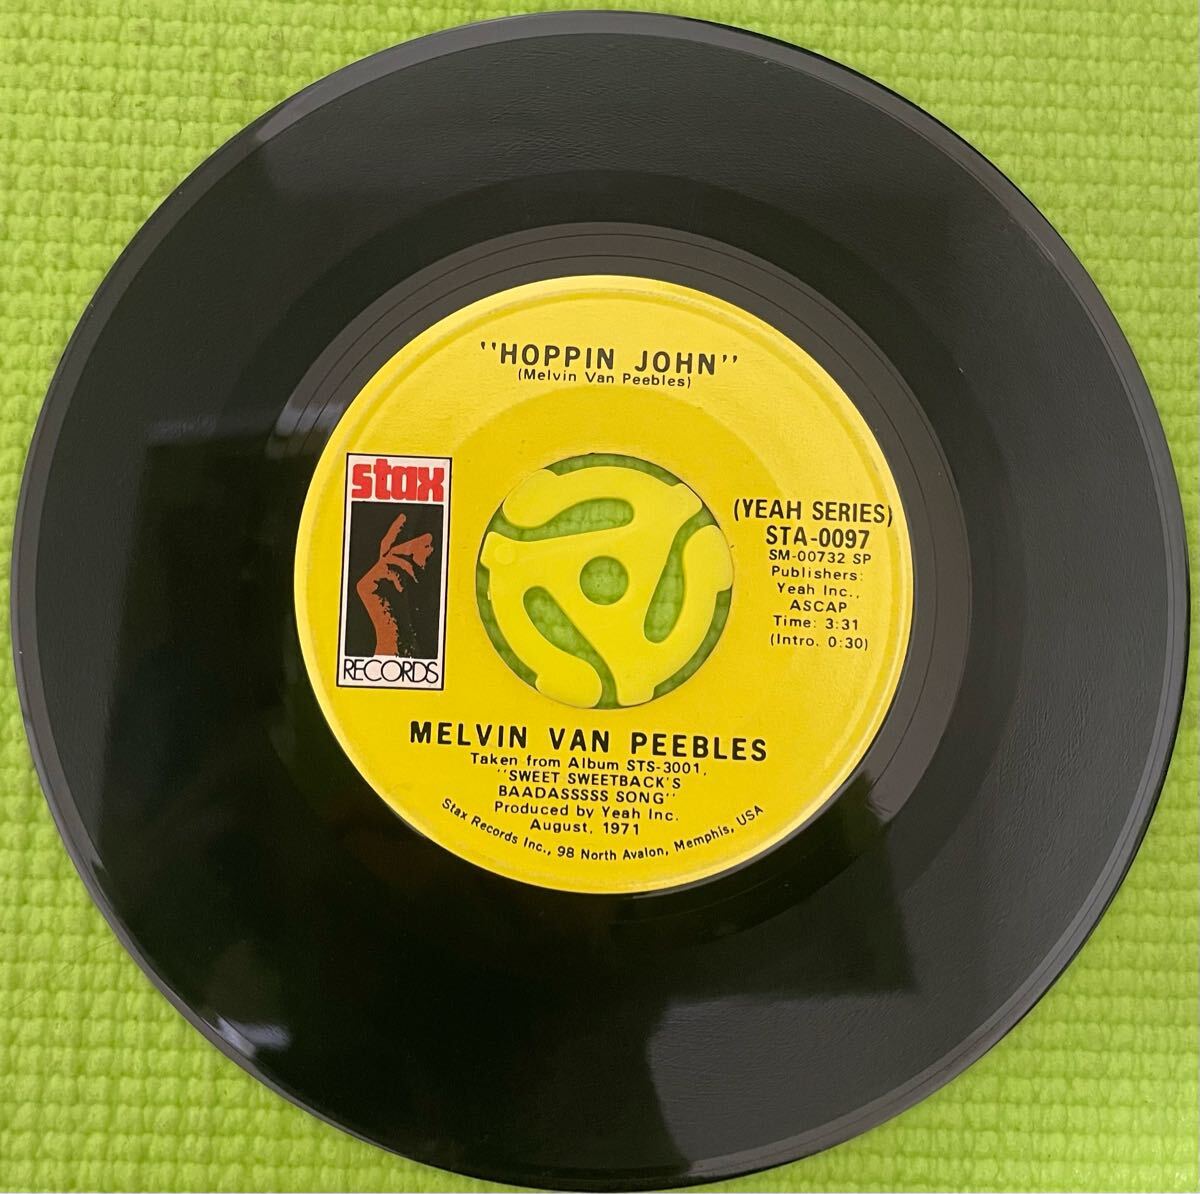 "HOPPIN JOHN"
(Melvin Van Peebles)
stax
RECORDS
(YEAH SERIES)
STA-0097
SM-00732 SP
Publishers:
Yeah Inc.,
ASCAP
Time: 3:31
(Intro. 0:30)
MELVIN VAN PEEBLES
Taken from Album STS-3001,
"SWEET SWEETBACK'S
BAADASSSSS SONG"
Produced by Yeah Inc.
August, 1971
Stax Records Inc., 98 North Avalon, Memphis, USA